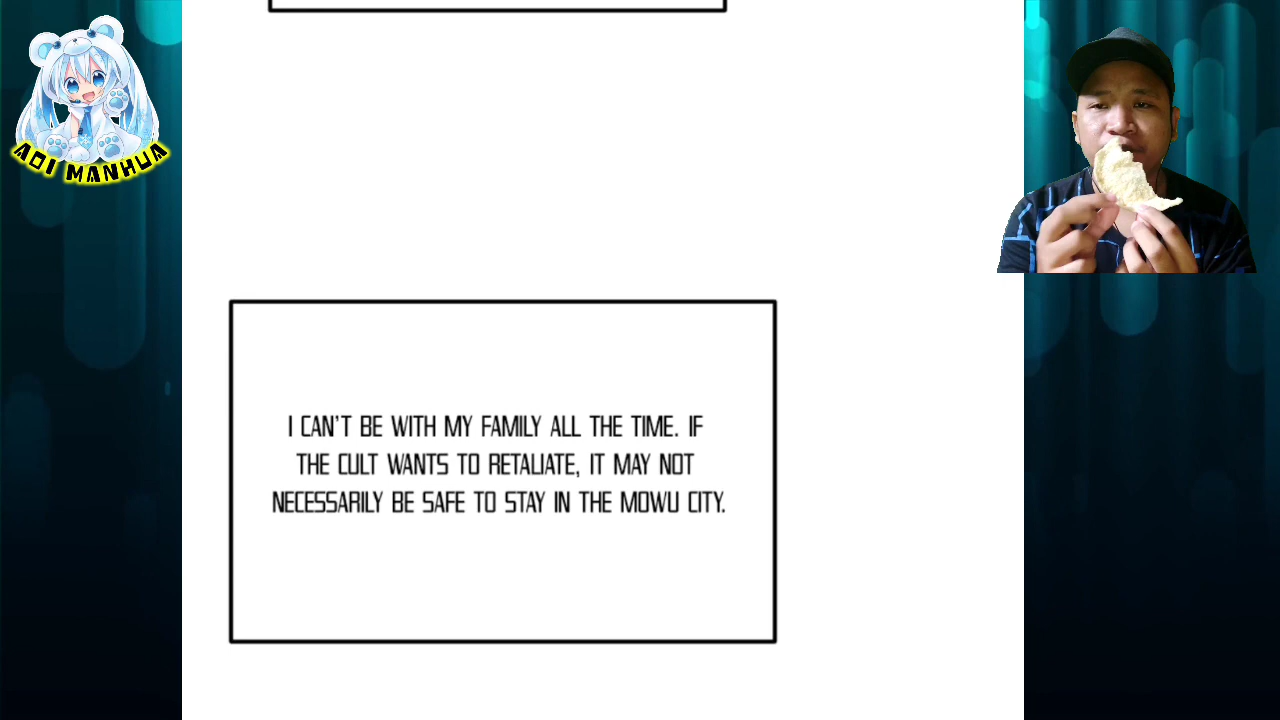 AOI MANHUA
I CAN'T BE WITH MY FAMILY ALL THE TIME. IF
THE CULT WANTS TO RETALIATE, IT MAY NOT
NECESSARILY BE SAFE TO STAY IN THE MOWU CITY.